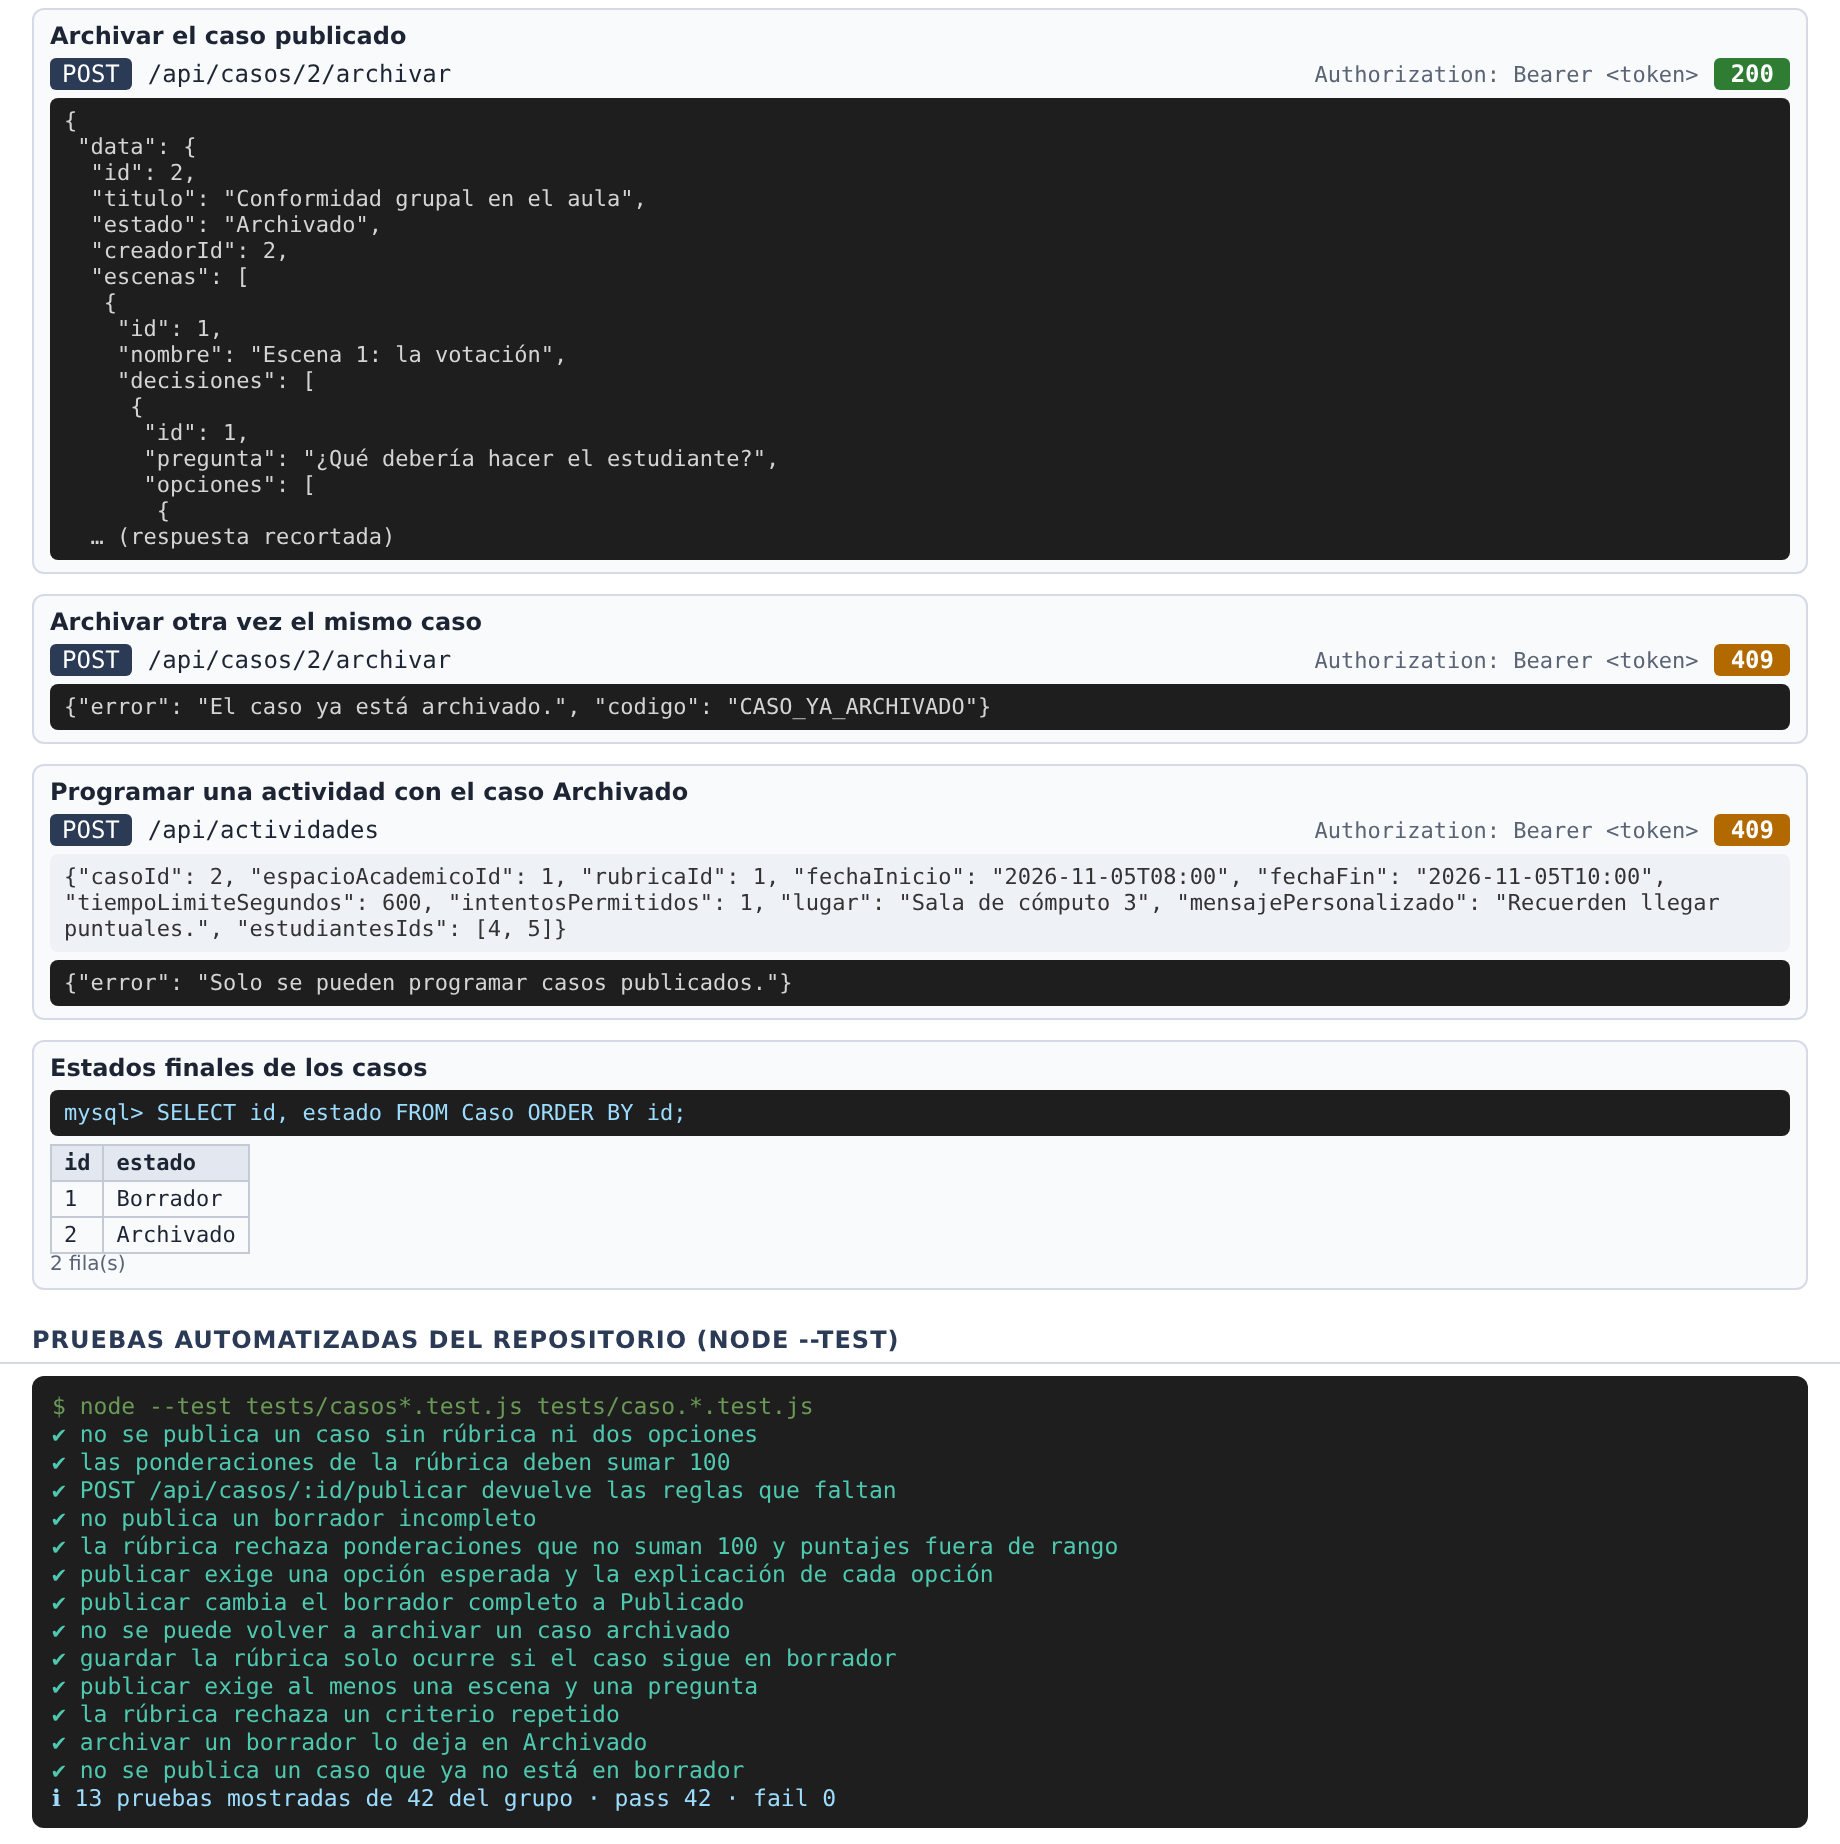 Archivar el caso publicado
POST /api/casos/2/archivar Authorization: Bearer <token> 200
{
 "data": {
  "id": 2,
  "titulo": "Conformidad grupal en el aula",
  "estado": "Archivado",
  "creadorId": 2,
  "escenas": [
   {
    "id": 1,
    "nombre": "Escena 1: la votación",
    "decisiones": [
     {
      "id": 1,
      "pregunta": "¿Qué debería hacer el estudiante?",
      "opciones": [
       {
  … (respuesta recortada)
Archivar otra vez el mismo caso
POST /api/casos/2/archivar Authorization: Bearer <token> 409
{"error": "El caso ya está archivado.", "codigo": "CASO_YA_ARCHIVADO"}
Programar una actividad con el caso Archivado
POST /api/actividades Authorization: Bearer <token> 409
{"casoId": 2, "espacioAcademicoId": 1, "rubricaId": 1, "fechaInicio": "2026-11-05T08:00", "fechaFin": "2026-11-05T10:00",
"tiempoLimiteSegundos": 600, "intentosPermitidos": 1, "lugar": "Sala de cómputo 3", "mensajePersonalizado": "Recuerden llegar
puntuales.", "estudiantesIds": [4, 5]}
{"error": "Solo se pueden programar casos publicados."}
Estados finales de los casos
mysql> SELECT id, estado FROM Caso ORDER BY id;
id estado
1 Borrador
2 Archivado
2 fila(s)
PRUEBAS AUTOMATIZADAS DEL REPOSITORIO (NODE --TEST)
$ node --test tests/casos*.test.js tests/caso.*.test.js
✔ no se publica un caso sin rúbrica ni dos opciones
✔ las ponderaciones de la rúbrica deben sumar 100
✔ POST /api/casos/:id/publicar devuelve las reglas que faltan
✔ no publica un borrador incompleto
✔ la rúbrica rechaza ponderaciones que no suman 100 y puntajes fuera de rango
✔ publicar exige una opción esperada y la explicación de cada opción
✔ publicar cambia el borrador completo a Publicado
✔ no se puede volver a archivar un caso archivado
✔ guardar la rúbrica solo ocurre si el caso sigue en borrador
✔ publicar exige al menos una escena y una pregunta
✔ la rúbrica rechaza un criterio repetido
✔ archivar un borrador lo deja en Archivado
✔ no se publica un caso que ya no está en borrador
ℹ 13 pruebas mostradas de 42 del grupo · pass 42 · fail 0